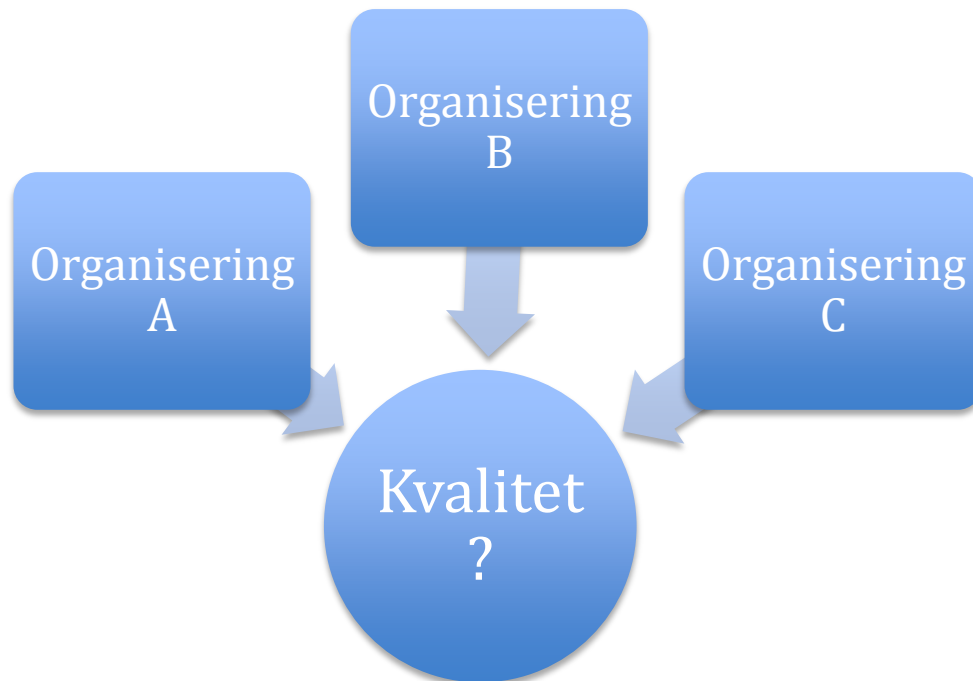 Organisering
B
Organisering
A
Organisering
C
Kvalitet
?